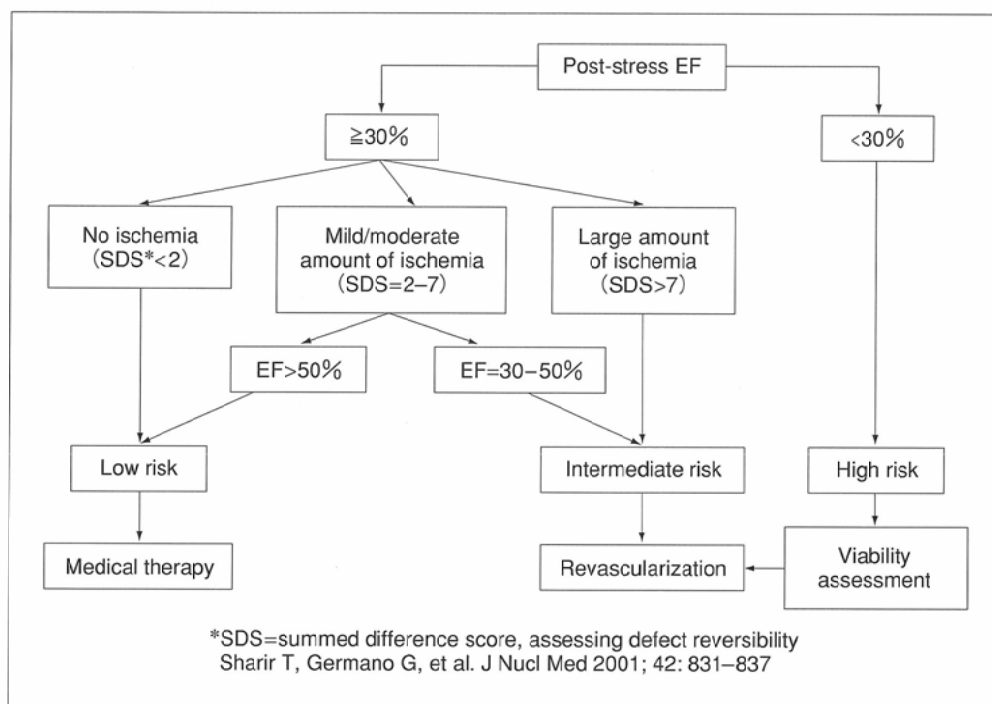 Post-stress EF
≧30%
<30%
No ischemia
(SDS*<2)
Mild/moderate
amount of ischemia
(SDS=2–7)
Large amount
of ischemia
(SDS>7)
EF>50%
EF=30–50%
Low risk
Intermediate risk
High risk
Medical therapy
Revascularization
Viability
assessment
*SDS=summed difference score, assessing defect reversibility
Sharir T, Germano G, et al. J Nucl Med 2001; 42: 831–837